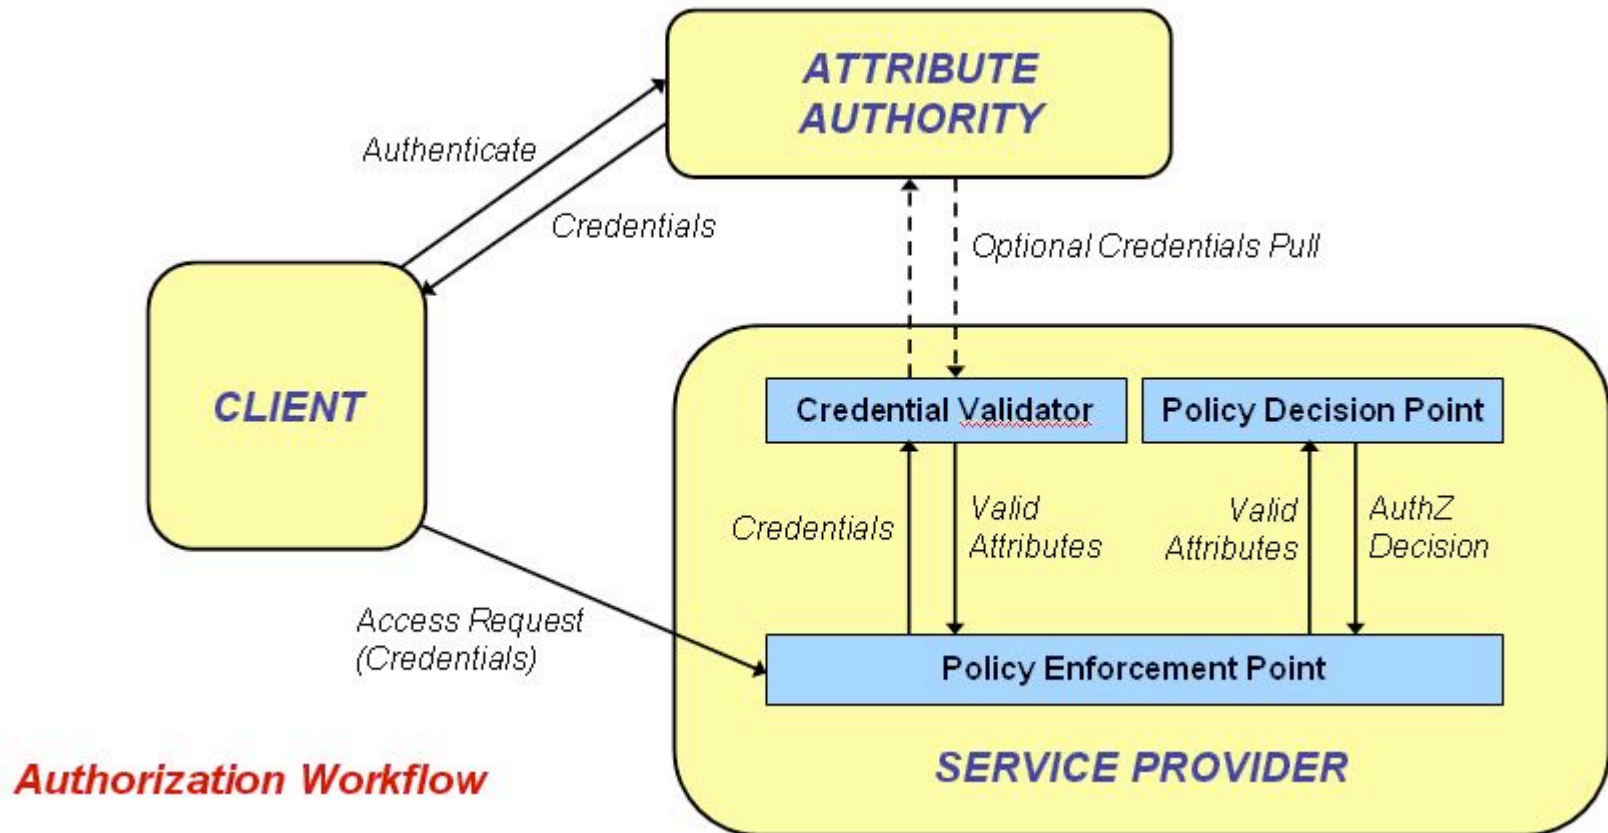 ATTRIBUTE
AUTHORITY
Authenticate
Credentials
Optional Credentials Pull
CLIENT
Credential Validator
Policy Decision Point
Credentials
Valid
Attributes
Valid
Attributes
AuthZ
Decision
Access Request
(Credentials)
Policy Enforcement Point
SERVICE PROVIDER
Authorization Workflow